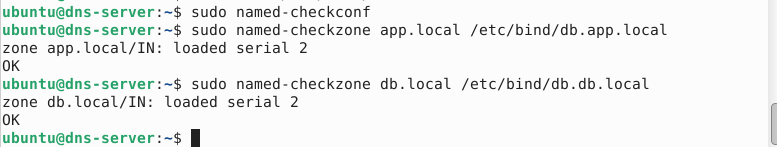 ubuntu@dns-server:~$ sudo named-checkconf
ubuntu@dns-server:~$ sudo named-checkzone app.local /etc/bind/db.app.local
zone app.local/IN: loaded serial 2
OK
ubuntu@dns-server:~$ sudo named-checkzone db.local /etc/bind/db.db.local
zone db.local/IN: loaded serial 2
OK
ubuntu@dns-server:~$